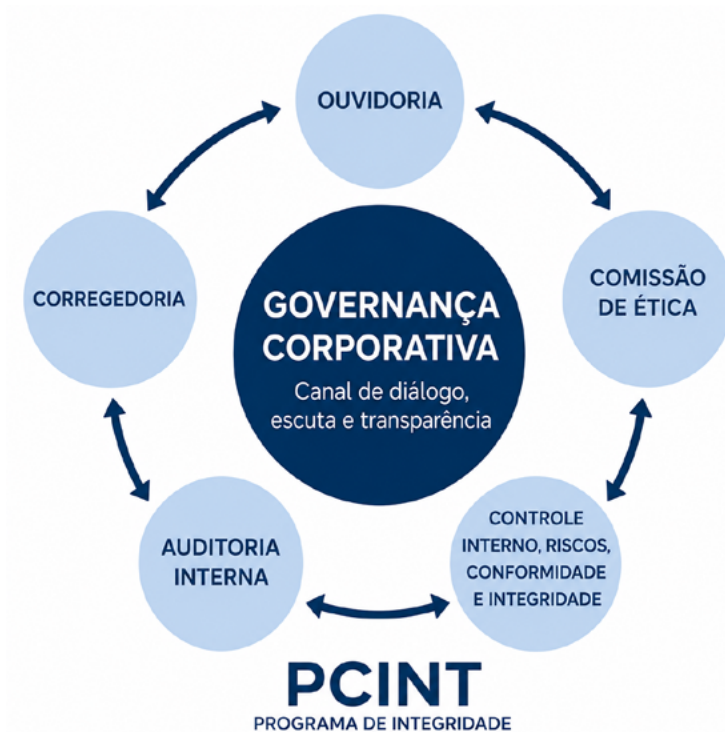 OUVIDORIA
CORREGEDORIA
COMISSÃO
DE ÉTICA
GOVERNANÇA
CORPORATIVA
Canal de diálogo,
escuta e transparência
AUDITORIA
INTERNA
CONTROLE
INTERNO, RISCOS,
CONFORMIDADE
E INTEGRIDADE
PCINT
PROGRAMA DE INTEGRIDADE